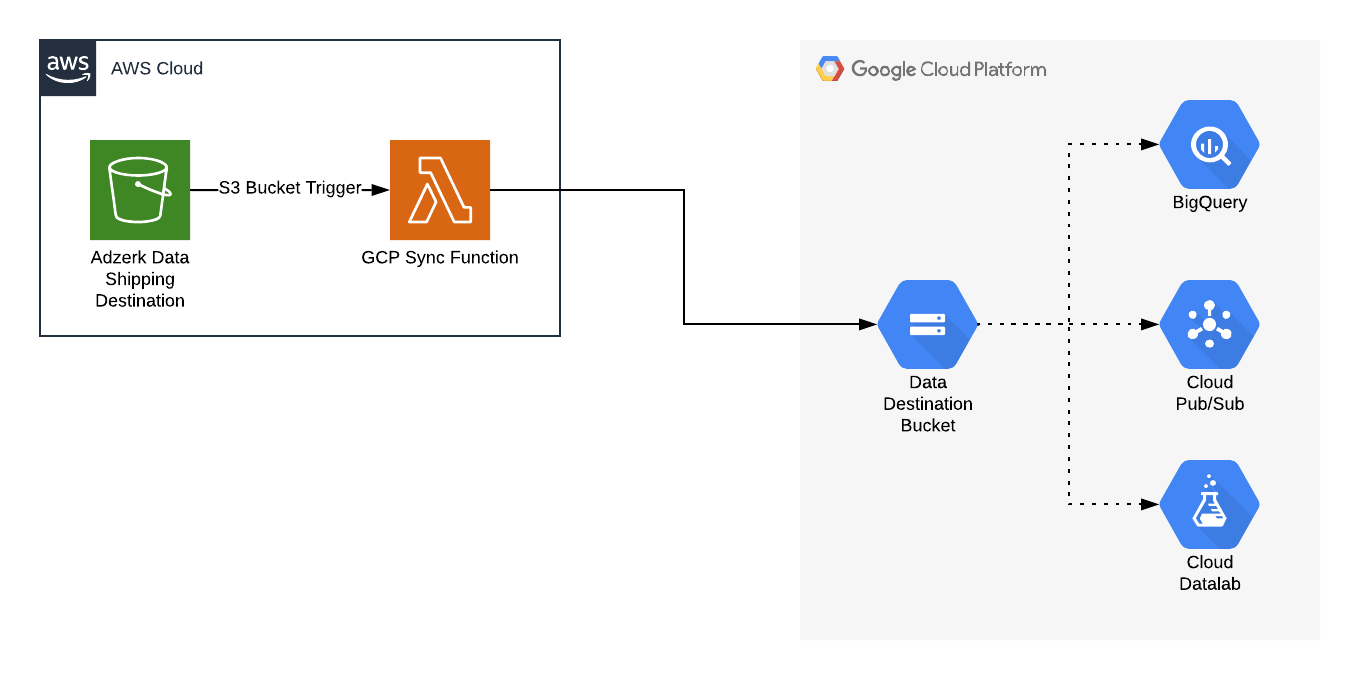 aws
AWS Cloud
S3 Bucket Trigger
Adzerk Data
Shipping
Destination
GCP Sync Function
Google Cloud Platform
BigQuery
Data
Destination
Bucket
Cloud
Pub/Sub
Cloud
Datalab